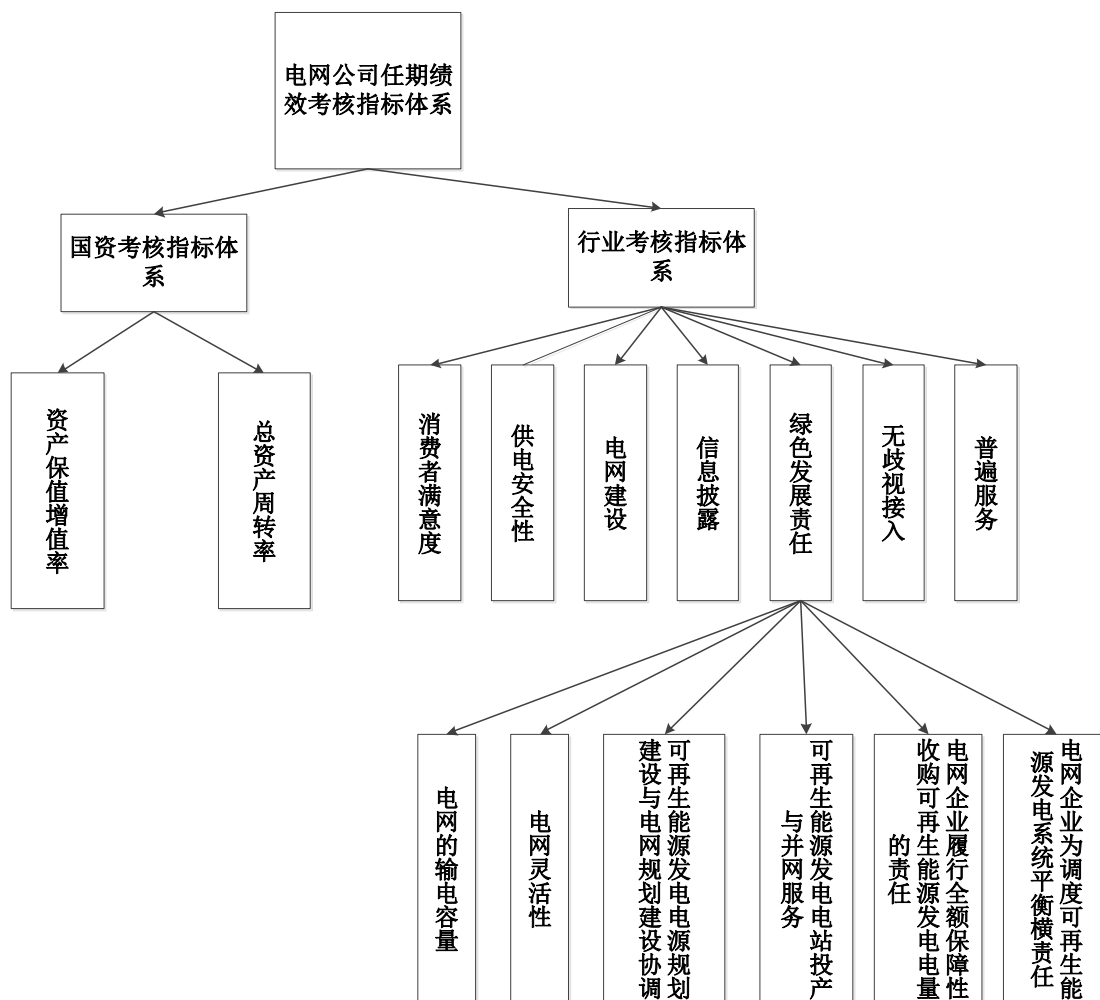 电网公司任期绩
效考核指标体系
国资考核指标体
系
行业考核指标体
系
资产保值增值率
总资产周转率
消费者满意度
供电安全性
电网建设
信息披露
绿色发展责任
无歧视接入
普遍服务
电网的输电容量
电网灵活性
可再生能源发电电源规划
建设与电网规划建设协调
可再生能源发电电站投产
与并网服务
电网企业履行全额保障性
收购可再生能源发电电量
的责任
电网企业为调度可再生能
源发电系统平衡横责任